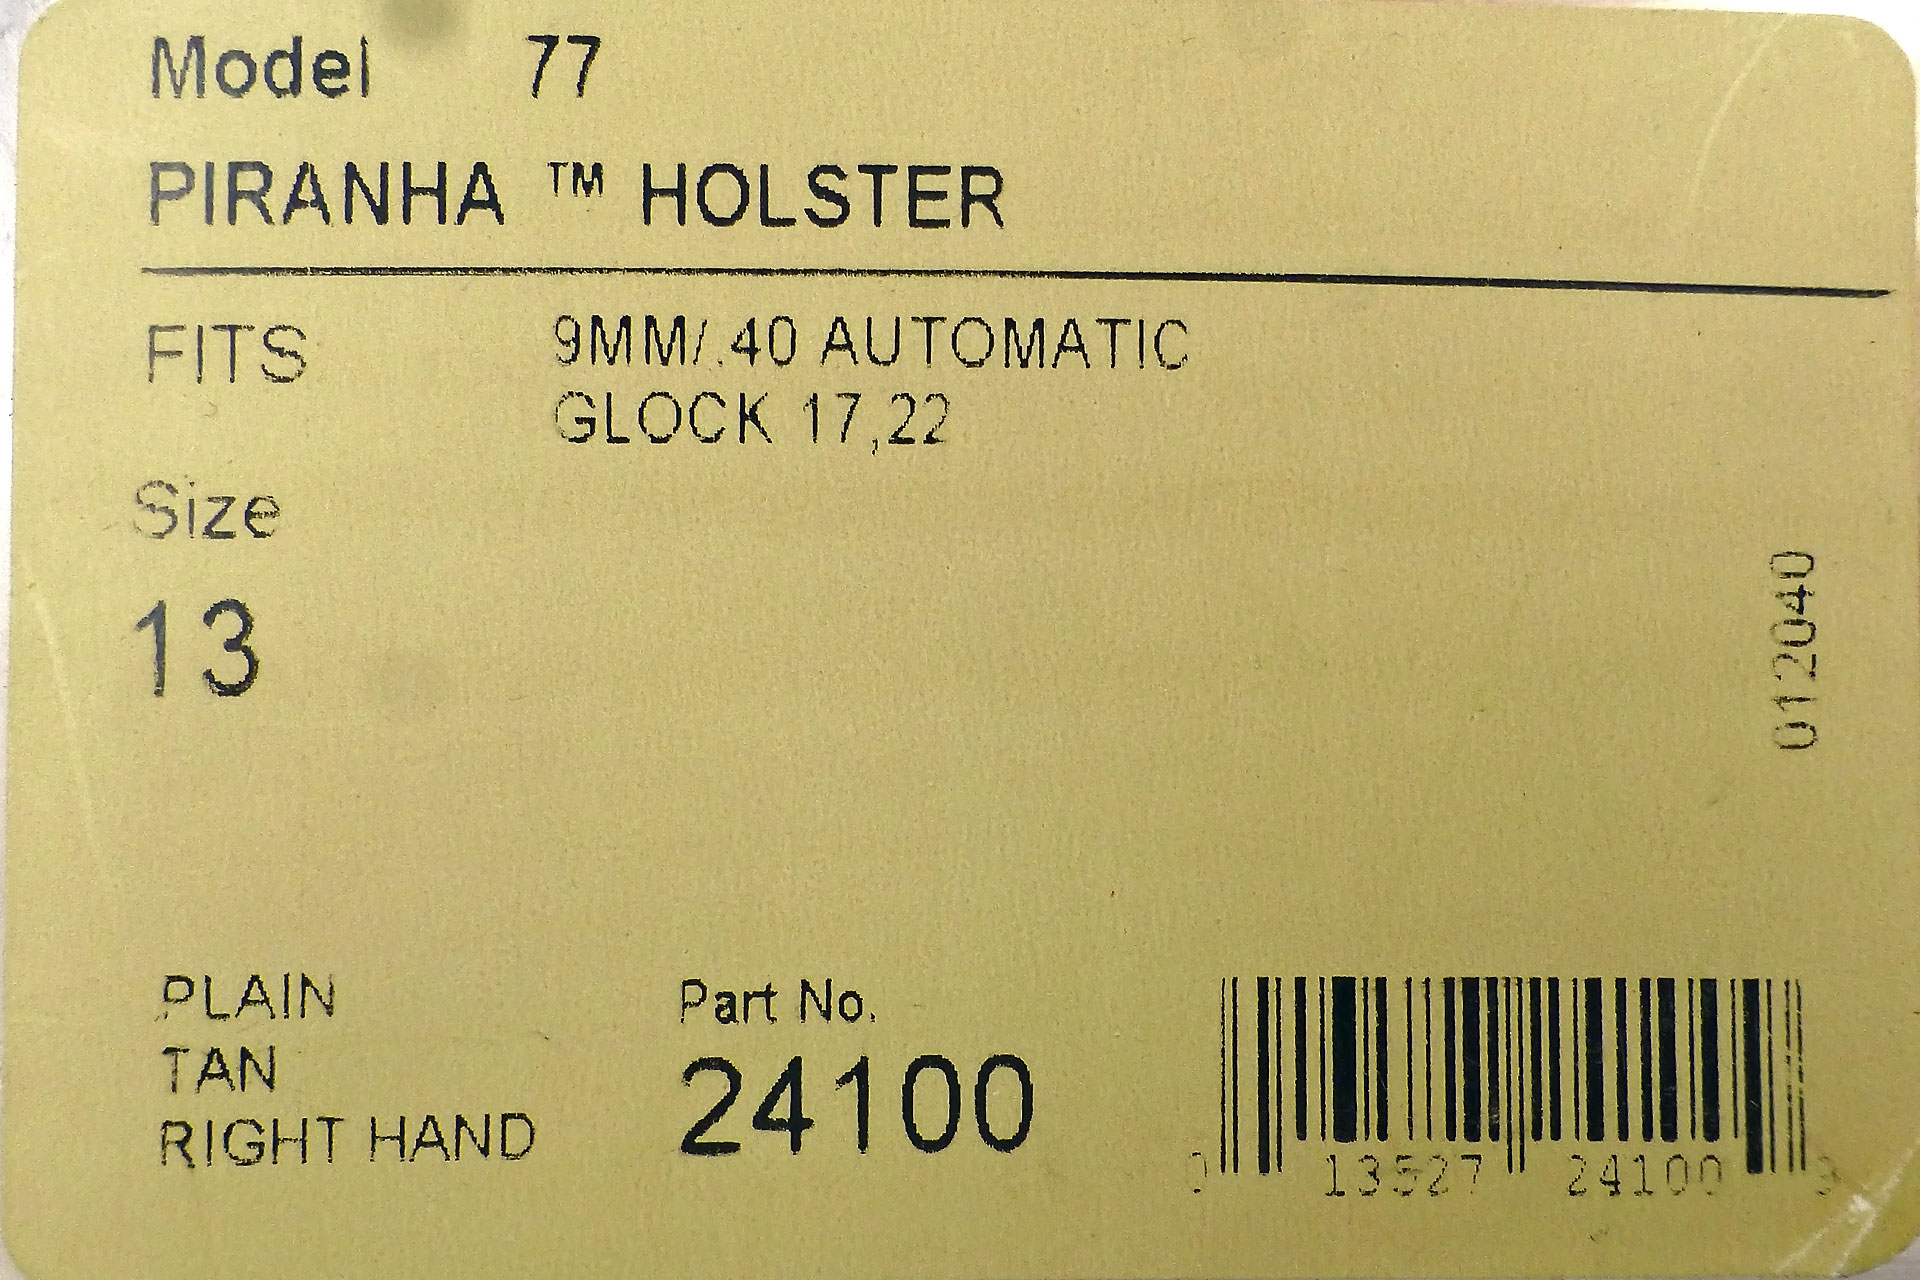 Model 77
PIRANHA ™ HOLSTER
FITS 9MM/.40 AUTOMATIC
GLOCK 17,22
Size
13
012040
PLAIN
TAN
RIGHT HAND
Part No.
24100
0 13527 24100 3